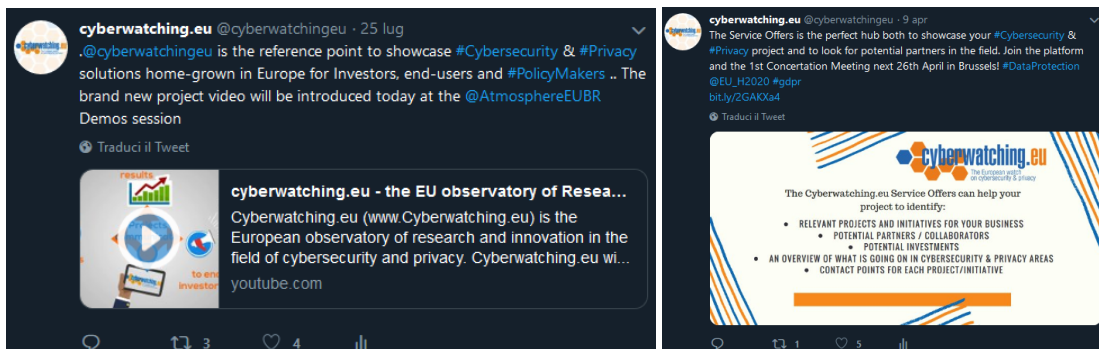 cyberwatching.eu @cyberwatchingeu · 25 lug
.@cyberwatchingeu is the reference point to showcase #Cybersecurity & #Privacy
solutions home-grown in Europe for Investors, end-users and #PolicyMakers .. The
brand new project video will be introduced today at the @AtmosphereEUBR
Demos session
Traduci il Tweet
results
to end
investor
cyberwatching.eu - the EU observatory of Resea...
Cyberwatching.eu (www.Cyberwatching.eu) is the
European observatory of research and innovation in the
field of cybersecurity and privacy. Cyberwatching.eu wi...
youtube.com
3 4
cyberwatching.eu @cyberwatchingeu · 9 apr
The Service Offers is the perfect hub both to showcase your #Cybersecurity &
#Privacy project and to look for potential partners in the field. Join the platform
and the 1st Concertation Meeting next 26th April in Brussels! #DataProtection
@EU_H2020 #gdpr
bit.ly/2GAKXa4
Traduci il Tweet
cyberwatching.eu
The European watch
on cybersecurity & privacy
The Cyberwatching.eu Service Offers can help your
project to identify:
• RELEVANT PROJECTS AND INITIATIVES FOR YOUR BUSINESS
• POTENTIAL PARTNERS / COLLABORATORS
• POTENTIAL INVESTMENTS
• AN OVERVIEW OF WHAT IS GOING ON IN CYBERSECURITY & PRIVACY AREAS
• CONTACT POINTS FOR EACH PROJECT/INITIATIVE
1 5